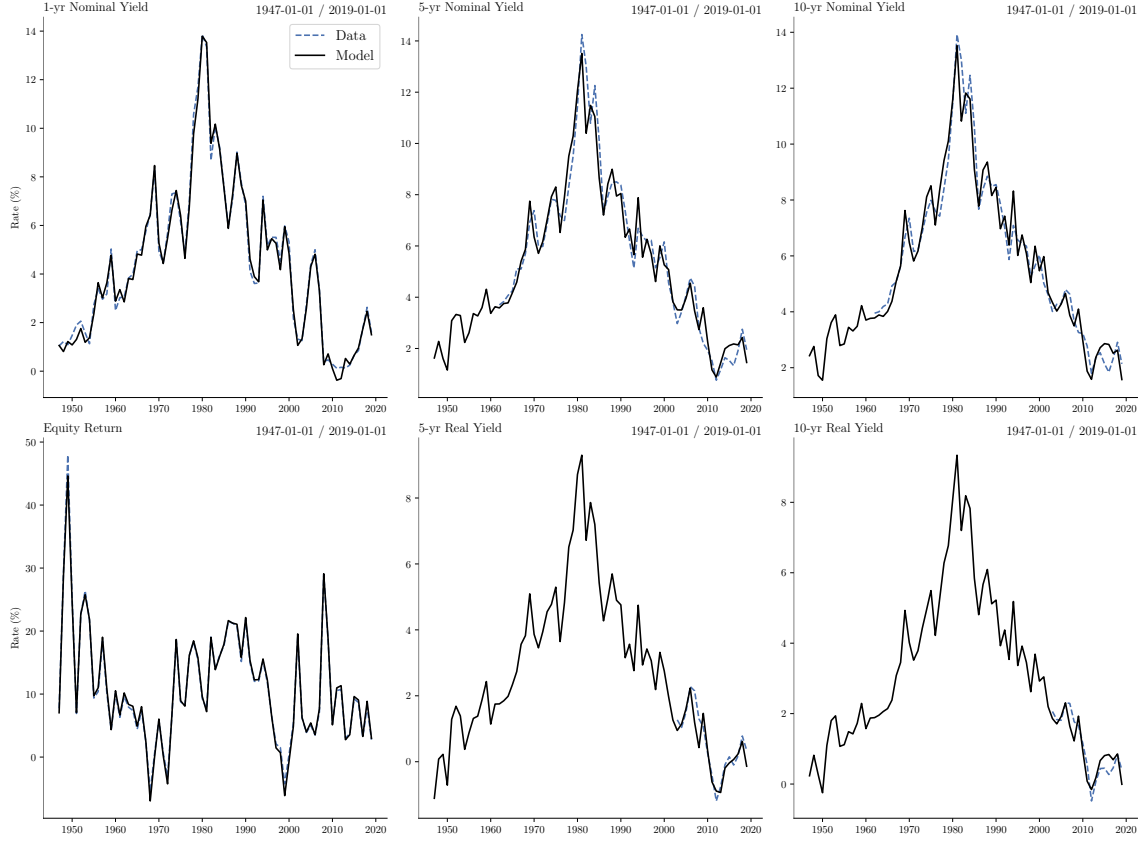 1-yr Nominal Yield 1947-01-01 / 2019-01-01
Data
Model
Rate (%)
14
12
10
8
6
4
2
0
1950 1960 1970 1980 1990 2000 2010 2020
5-yr Nominal Yield 1947-01-01 / 2019-01-01
14
12
10
8
6
4
2
1950 1960 1970 1980 1990 2000 2010 2020
10-yr Nominal Yield 1947-01-01 / 2019-01-01
14
12
10
8
6
4
2
1950 1960 1970 1980 1990 2000 2010 2020
Equity Return 1947-01-01 / 2019-01-01
Rate (%)
50
40
30
20
10
0
1950 1960 1970 1980 1990 2000 2010 2020
5-yr Real Yield 1947-01-01 / 2019-01-01
8
6
4
2
0
1950 1960 1970 1980 1990 2000 2010 2020
10-yr Real Yield 1947-01-01 / 2019-01-01
8
6
4
2
0
1950 1960 1970 1980 1990 2000 2010 2020